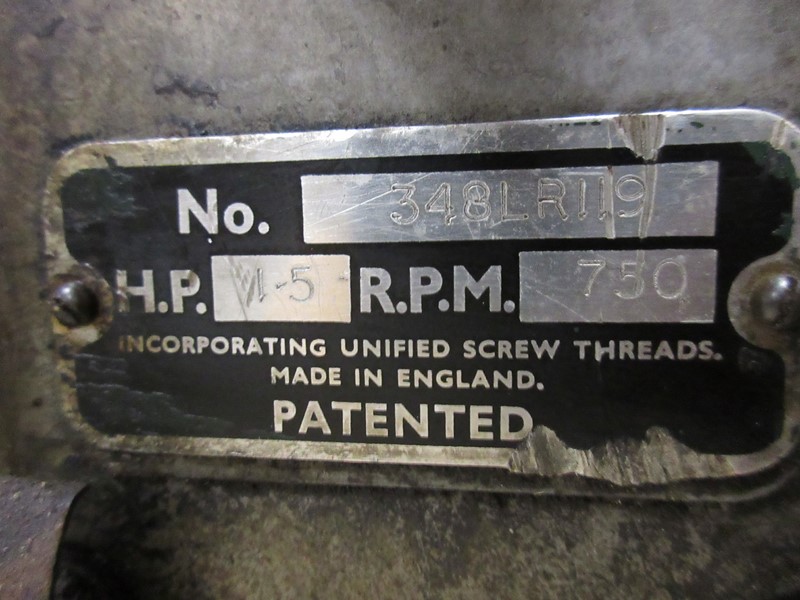 No. 348LR119
H.P. 1-5 R.P.M. 750
INCORPORATING UNIFIED SCREW THREADS.
MADE IN ENGLAND.
PATENTED